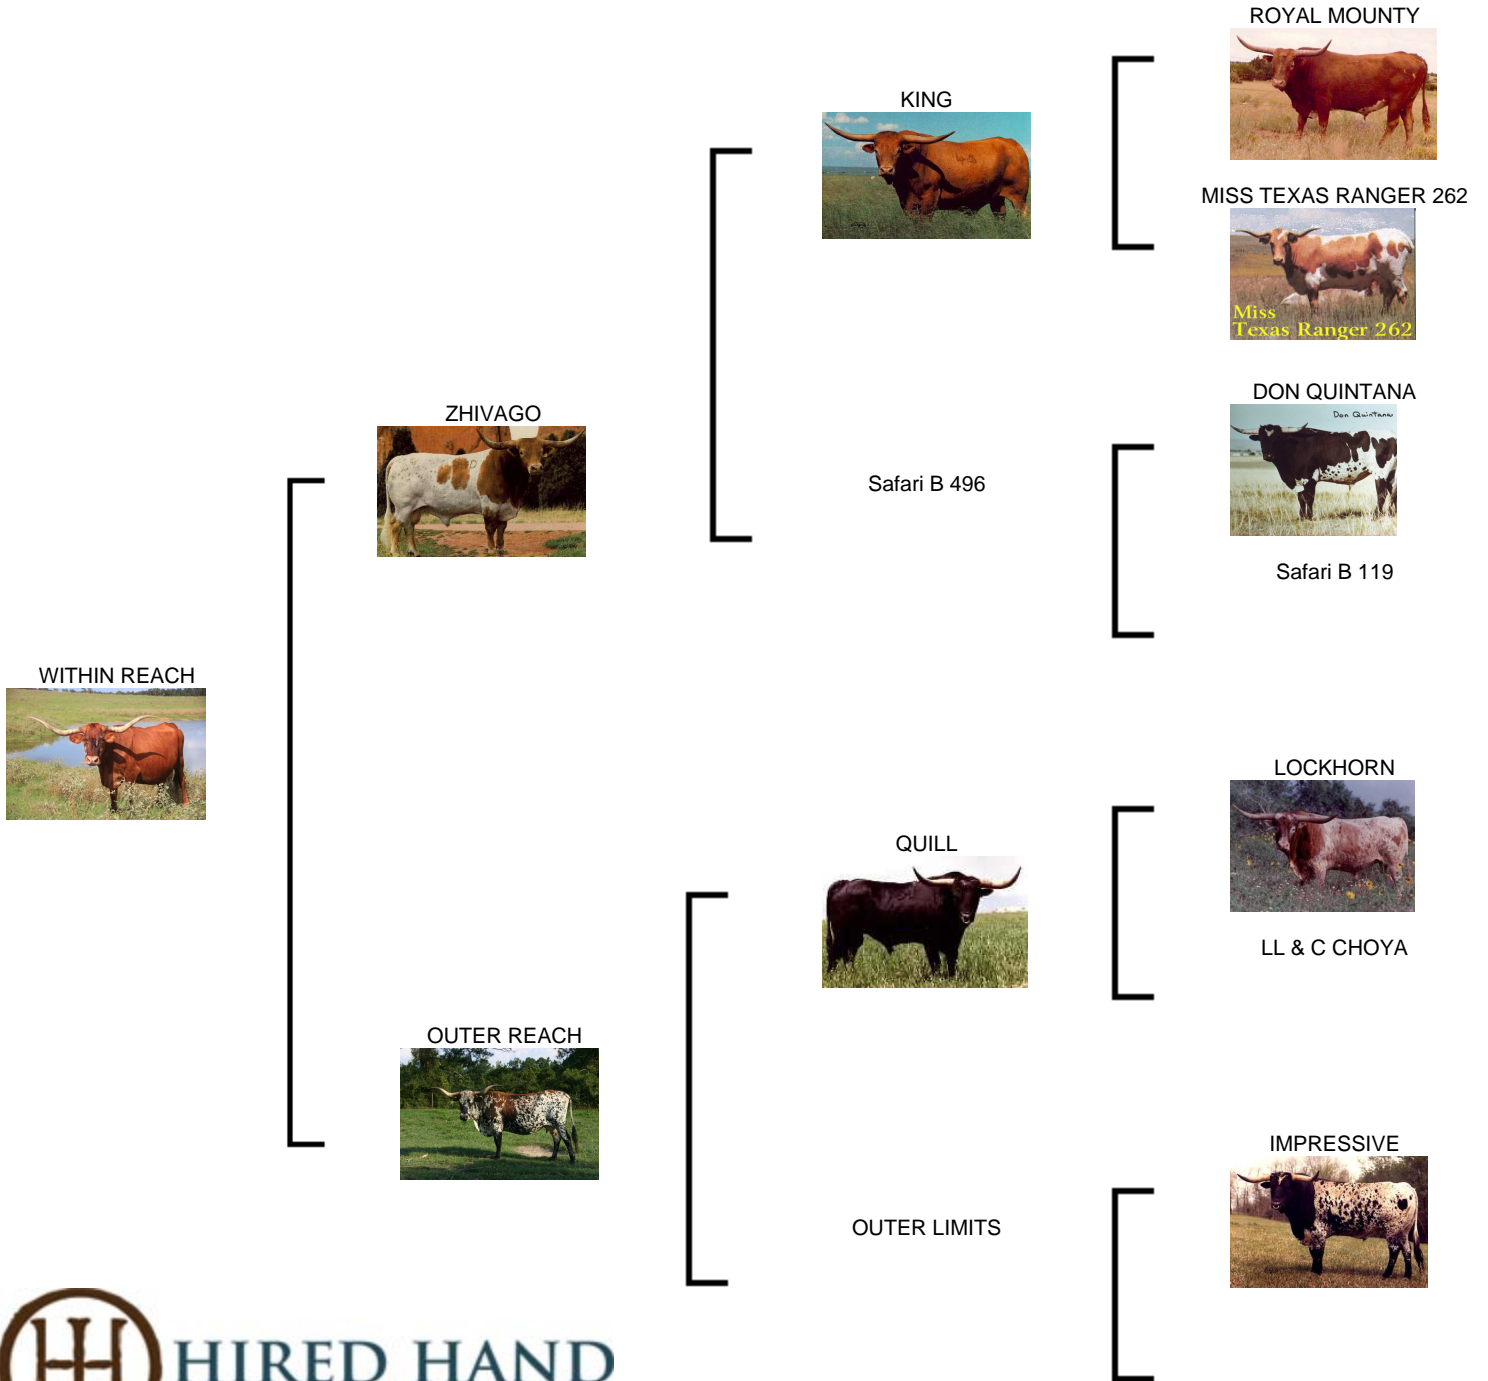 ROYAL MOUNTY
KING
MISS TEXAS RANGER 262
Miss
Texas Ranger 262
DON QUINTANA
Don Quintana
ZHIVAGO
Safari B 496
Safari B 119
WITHIN REACH
LOCKHORN
QUILL
LL & C CHOYA
OUTER REACH
IMPRESSIVE
OUTER LIMITS
HIRED HAND